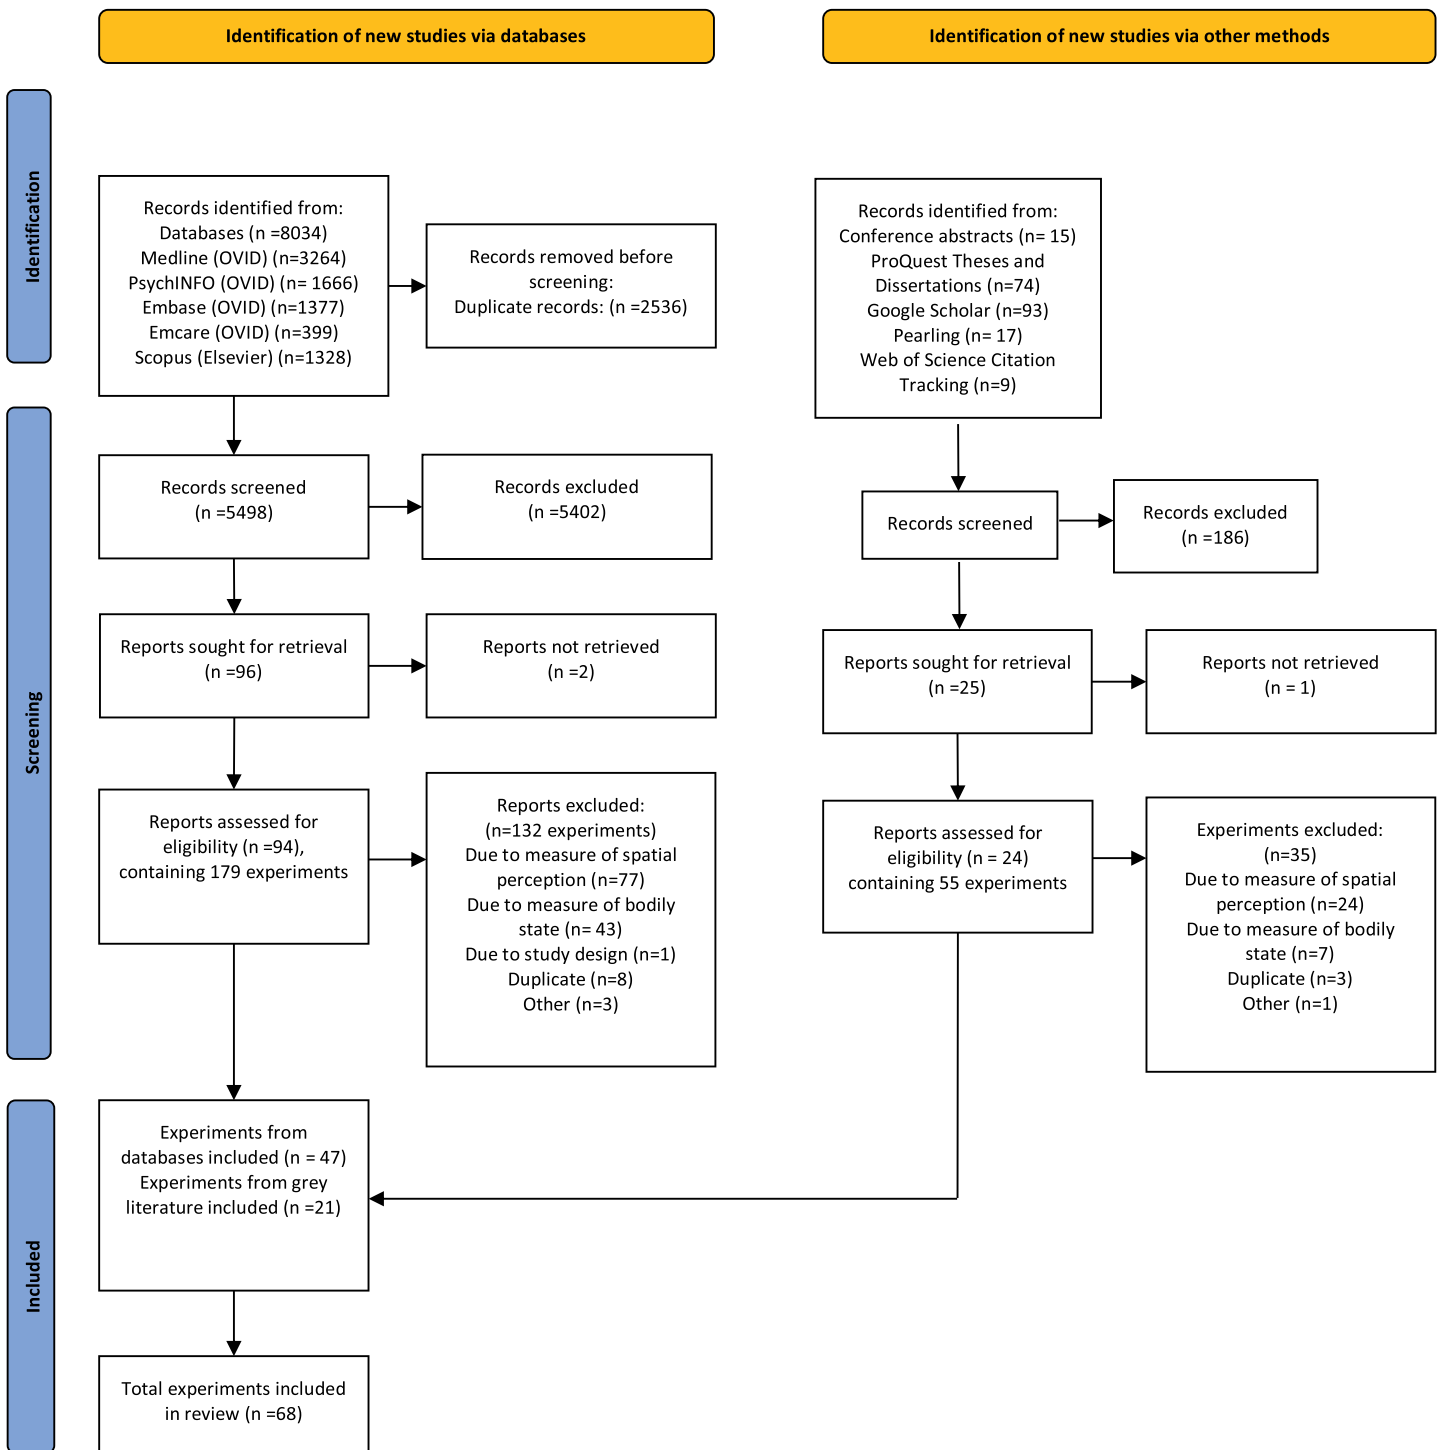 Identification of new studies via databases
Identification of new studies via other methods
Identification
Records identified from:
Databases (n =8034)
Medline (OVID) (n=3264)
PsychINFO (OVID) (n= 1666)
Embase (OVID) (n=1377)
Emcare (OVID) (n=399)
Scopus (Elsevier) (n=1328)
Records removed before
screening:
Duplicate records: (n =2536)
Records identified from:
Conference abstracts (n= 15)
ProQuest Theses and
Dissertations (n=74)
Google Scholar (n=93)
Pearling (n= 17)
Web of Science Citation
Tracking (n=9)
Screening
Records screened
(n =5498)
Records excluded
(n =5402)
Records screened
Records excluded
(n =186)
Reports sought for retrieval
(n =96)
Reports not retrieved
(n =2)
Reports sought for retrieval
(n =25)
Reports not retrieved
(n = 1)
Reports assessed for
eligibility (n =94),
containing 179 experiments
Reports excluded:
(n=132 experiments)
Due to measure of spatial
perception (n=77)
Due to measure of bodily
state (n= 43)
Due to study design (n=1)
Duplicate (n=8)
Other (n=3)
Reports assessed for
eligibility (n = 24)
containing 55 experiments
Experiments excluded:
(n=35)
Due to measure of spatial
perception (n=24)
Due to measure of bodily
state (n=7)
Duplicate (n=3)
Other (n=1)
Included
Experiments from
databases included (n = 47)
Experiments from grey
literature included (n =21)
Total experiments included
in review (n =68)